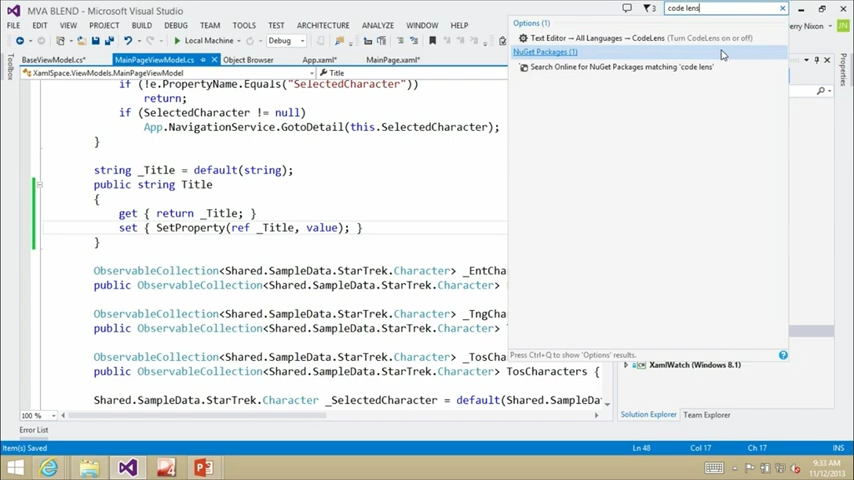 MVA BLEND - Microsoft Visual Studio
3
code lens
erry Nixon
FILE EDIT VIEW PROJECT BUILD DEBUG TEAM TOOLS TEST ARCHITECTURE ANALYZE WINDOW HELP
Local Machine Debug
BaseViewModel.cs* MainPageViewModel.cs Object Browser App.xaml* MainPage.xaml*
XamlSpace.ViewModels.MainPageViewModel Title
Options (1)
Text Editor → All Languages → CodeLens (Turn CodeLens on or off)
NuGet Packages (1)
Search Online for NuGet Packages matching 'code lens'
Press Ctrl+Q to show 'Options' results.
Toolbox
Properties
if (!e.PropertyName.Equals("SelectedCharacter"))
return;
if (SelectedCharacter != null)
App.NavigationService.GotoDetail(this.SelectedCharacter);
}
string _Title = default(string);
public string Title
{
get { return _Title; }
set { SetProperty(ref _Title, value); }
}
ObservableCollection<Shared.SampleData.StarTrek.Character> _EntCha
public ObservableCollection<Shared.SampleData.StarTrek.Character>
ObservableCollection<Shared.SampleData.StarTrek.Character> _TngCha
public ObservableCollection<Shared.SampleData.StarTrek.Character> T
ObservableCollection<Shared.SampleData.StarTrek.Character> _TosCha
public ObservableCollection<Shared.SampleData.StarTrek.Character> TosCharacters {
Shared.SampleData.StarTrek.Character _SelectedCharacter = default(Shared.SampleDa
XamlWatch (Windows 8.1)
100 %
Solution Explorer Team Explorer
Error List
Item(s) Saved Ln 48 Col 17 Ch 17 INS
9:33 AM
11/12/2013